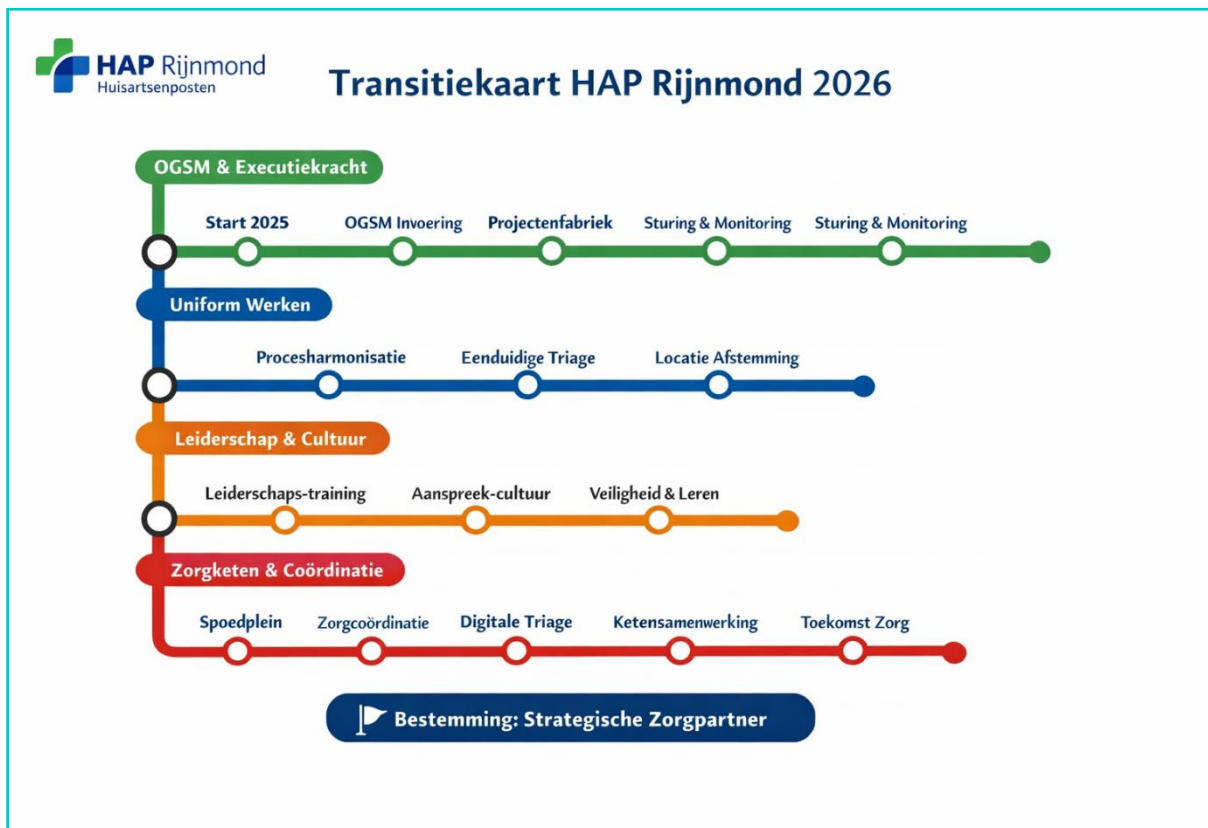 HAP Rijnmond
Huisartsenposten
Transitiekaart HAP Rijnmond 2026
OGSM & Executiekracht
Start 2025
OGSM Invoering
Projectenfabriek
Sturing & Monitoring
Sturing & Monitoring
Uniform Werken
Procesharmonisatie
Eenduidige Triage
Locatie Afstemming
Leiderschap & Cultuur
Leiderschaps-training
Aanspreek-cultuur
Veiligheid & Leren
Zorgketen & Coördinatie
Spoedplein
Zorgcoördinatie
Digitale Triage
Ketensamenwerking
Toekomst Zorg
Bestemming: Strategische Zorgpartner